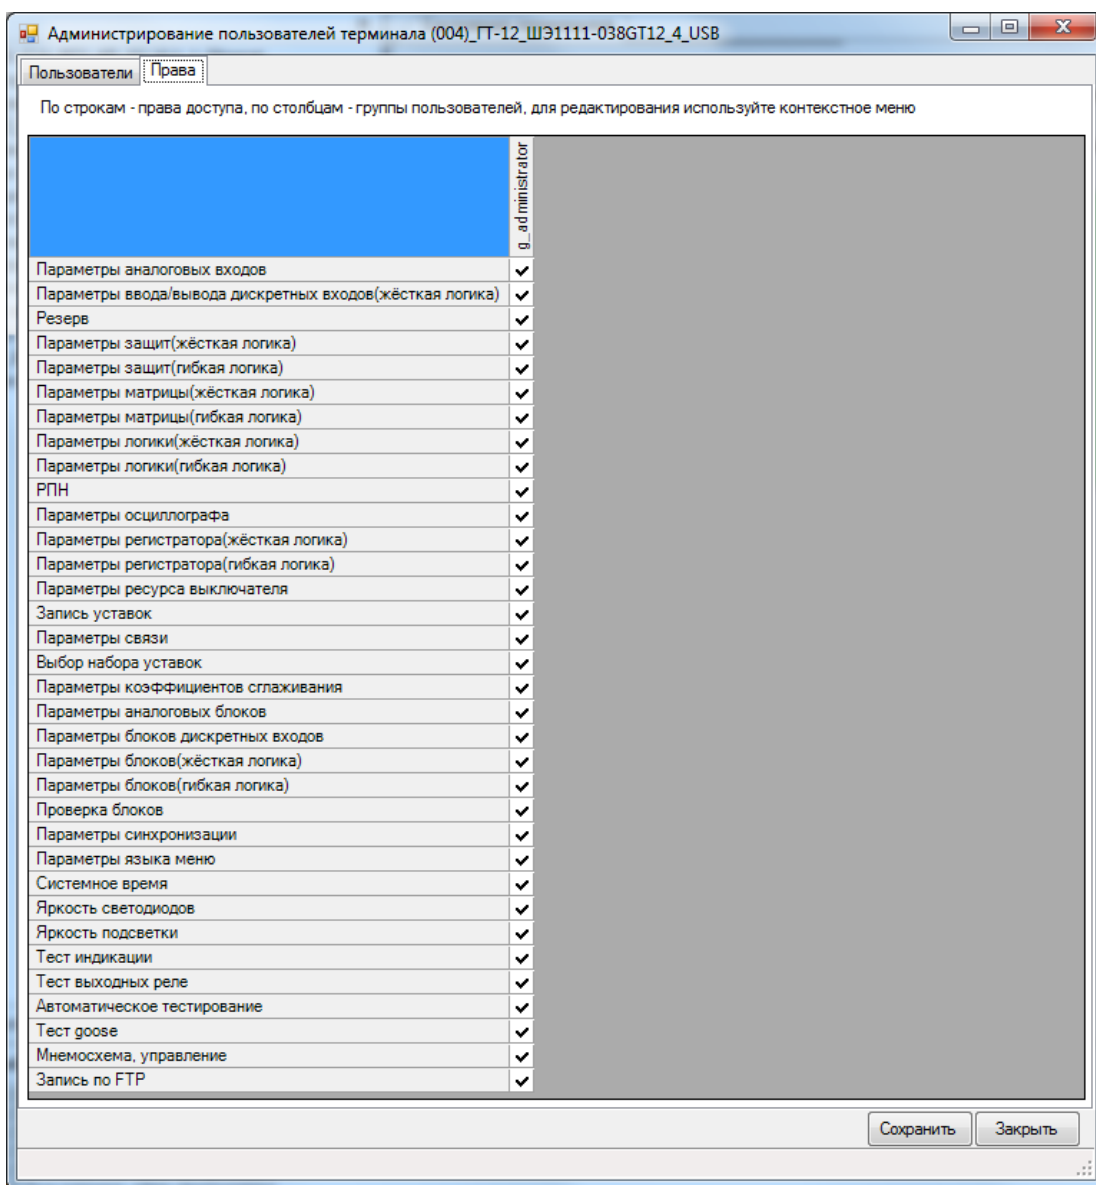 Администрирование пользователей терминала (004)_ГТ-12_ШЭ1111-038GT12_4_USB
Пользователи Права
По строкам - права доступа, по столбцам - группы пользователей, для редактирования используйте контекстное меню
g_administrator
Параметры аналоговых входов
Параметры ввода/вывода дискретных входов(жёсткая логика)
Резерв
Параметры защит(жёсткая логика)
Параметры защит(гибкая логика)
Параметры матрицы(жёсткая логика)
Параметры матрицы(гибкая логика)
Параметры логики(жёсткая логика)
Параметры логики(гибкая логика)
РПН
Параметры осциллографа
Параметры регистратора(жёсткая логика)
Параметры регистратора(гибкая логика)
Параметры ресурса выключателя
Запись уставок
Параметры связи
Выбор набора уставок
Параметры коэффициентов сглаживания
Параметры аналоговых блоков
Параметры блоков дискретных входов
Параметры блоков(жёсткая логика)
Параметры блоков(гибкая логика)
Проверка блоков
Параметры синхронизации
Параметры языка меню
Системное время
Яркость светодиодов
Яркость подсветки
Тест индикации
Тест выходных реле
Автоматическое тестирование
Тест goose
Мнемосхема, управление
Запись по FTP
Сохранить Закрыть